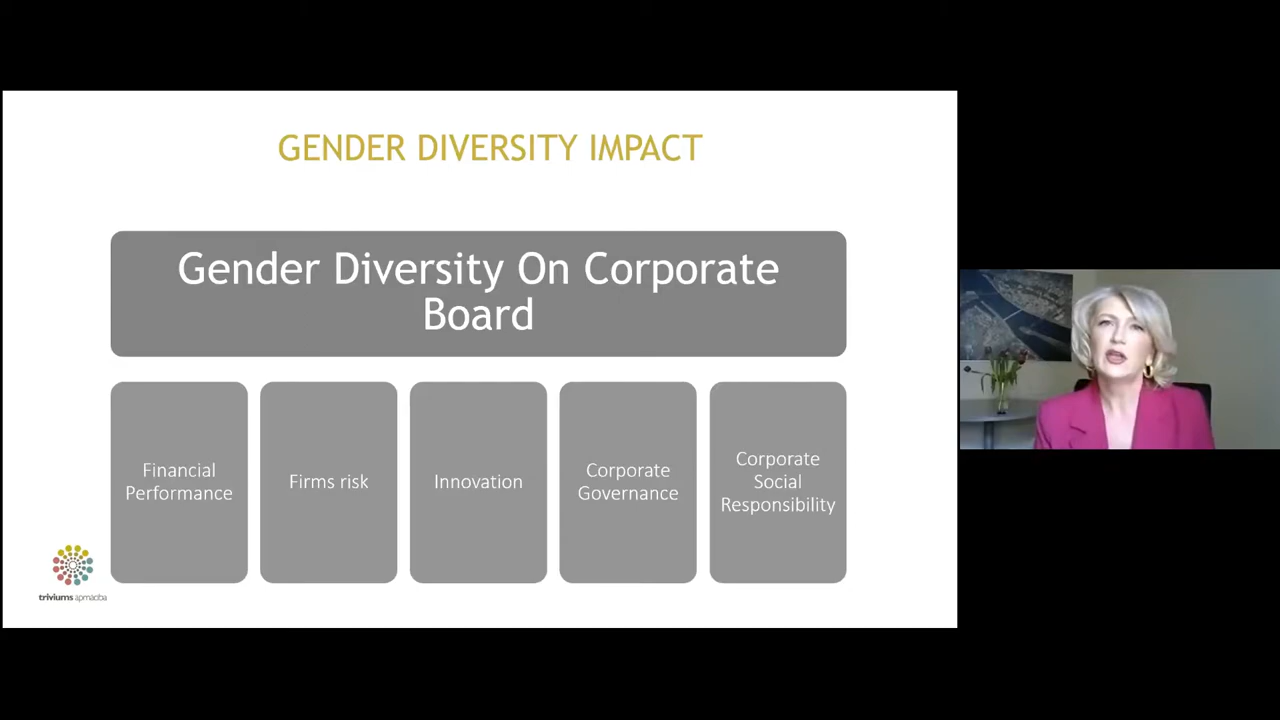 GENDER DIVERSITY IMPACT
Gender Diversity On Corporate
Board
Financial
Performance
Firms risk
Innovation
Corporate
Governance
Corporate
Social
Responsibility
triviums apmācība